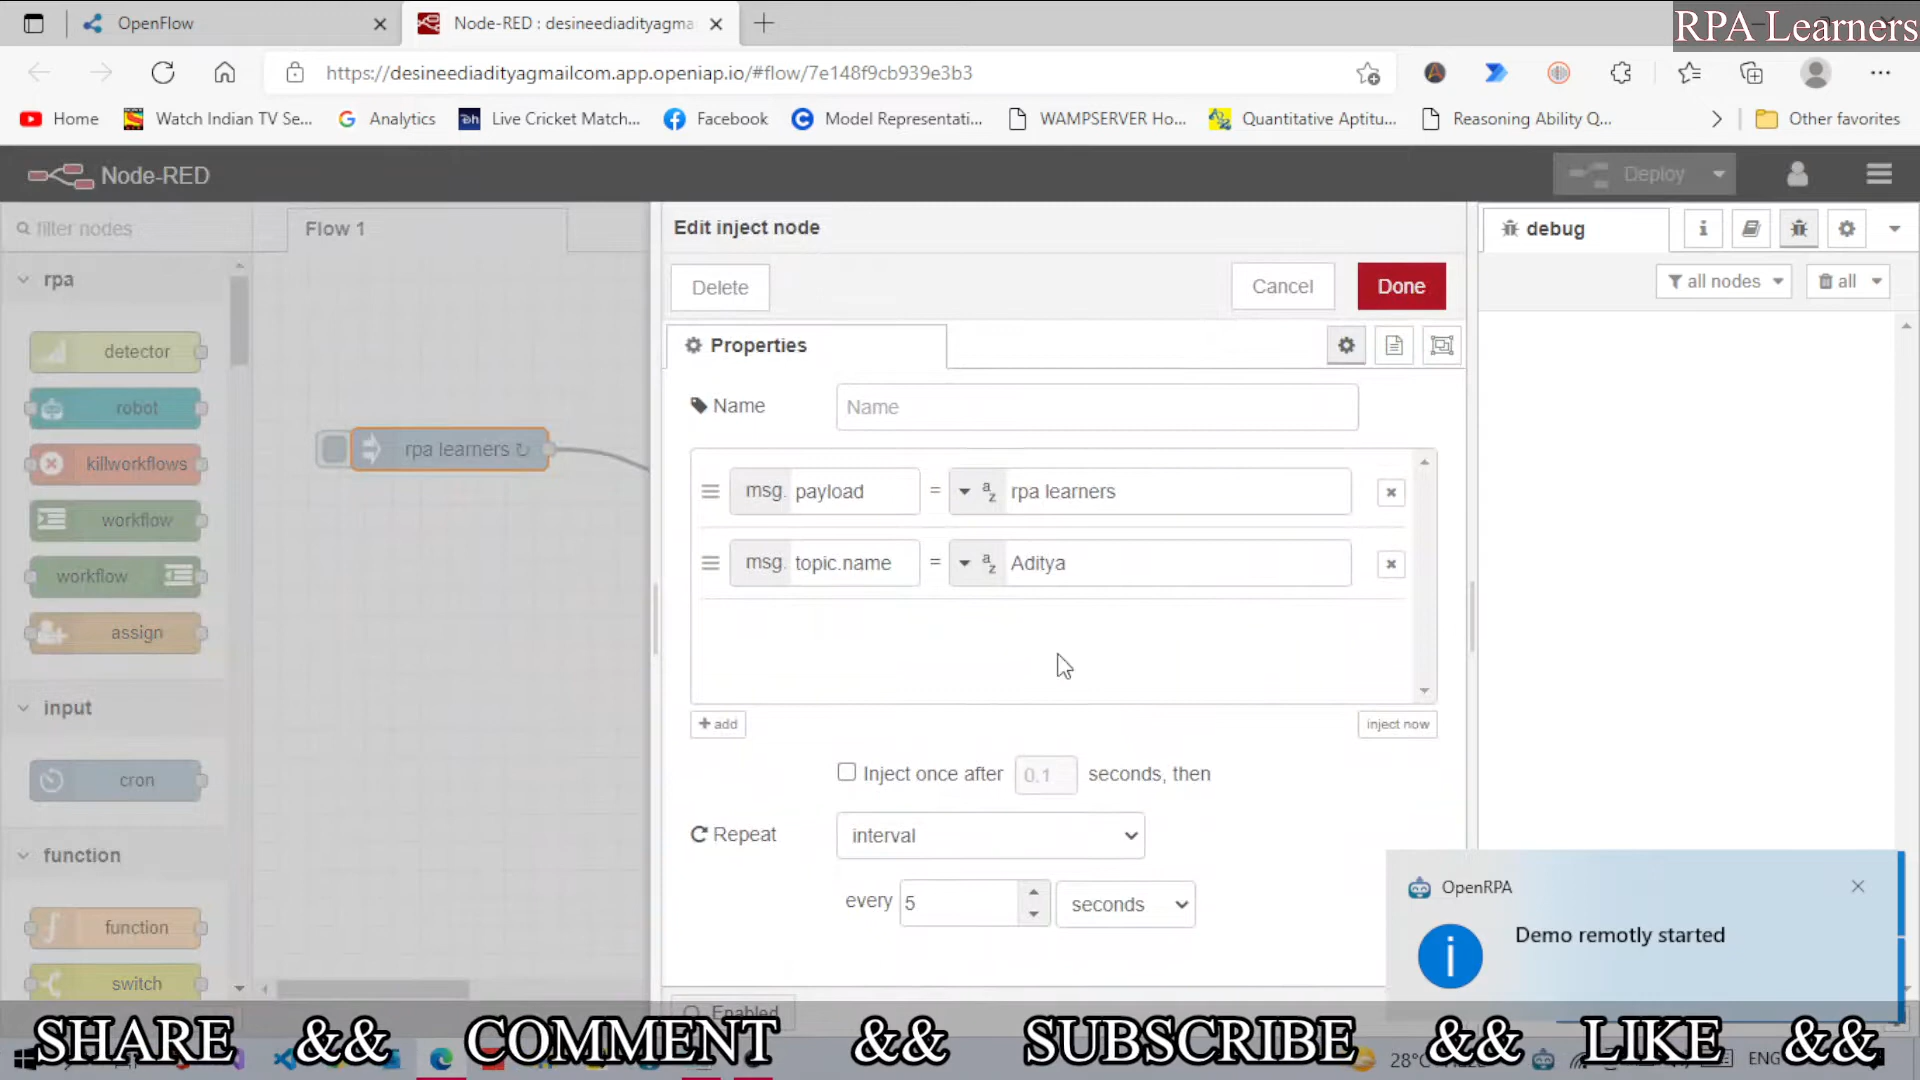 OpenFlow
Node-RED : desineediadityagma
RPA Learners
https://desineediadityagmailcom.app.openiap.io/#flow/7e148f9cb939e3b3
Home
Watch Indian TV Se...
Analytics
Live Cricket Match...
Facebook
Model Representati...
WAMPSERVER Ho...
Quantitative Aptitu...
Reasoning Ability Q...
Other favorites
Node-RED
Deploy
filter nodes
Flow 1
Edit inject node
debug
Delete
Cancel
Done
all nodes
all
rpa
detector
robot
killworkflows
workflow
workflow
assign
input
cron
function
function
switch
rpa learners ↻
Properties
Name
Name
msg. payload = rpa learners
msg. topic.name = Aditya
+ add
inject now
Inject once after 0.1 seconds, then
Repeat
interval
every 5 seconds
Enabled
OpenRPA
Demo remotly started
SHARE && COMMENT && SUBSCRIBE && LIKE &&
28°C
ENG